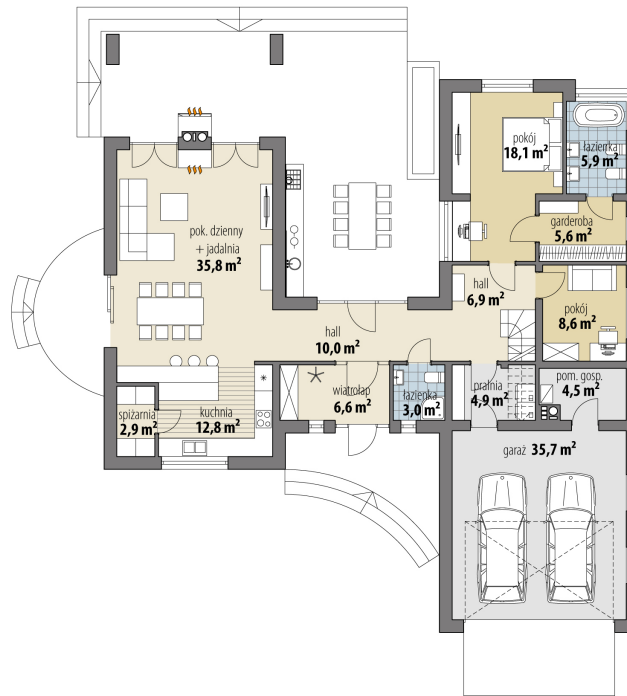 pokój
18,1 m²
łazienka
5,9 m²
garderoba
5,6 m²
pok. dzienny
+ jadalnia
35,8 m²
hall
6,9 m²
pokój
8,6 m²
hall
10,0 m²
wiatrołap
6,6 m²
łazienka
3,0 m²
pralnia
4,9 m²
pom. gosp.
4,5 m²
spiżarnia
2,9 m²
kuchnia
12,8 m²
garaż 35,7 m²